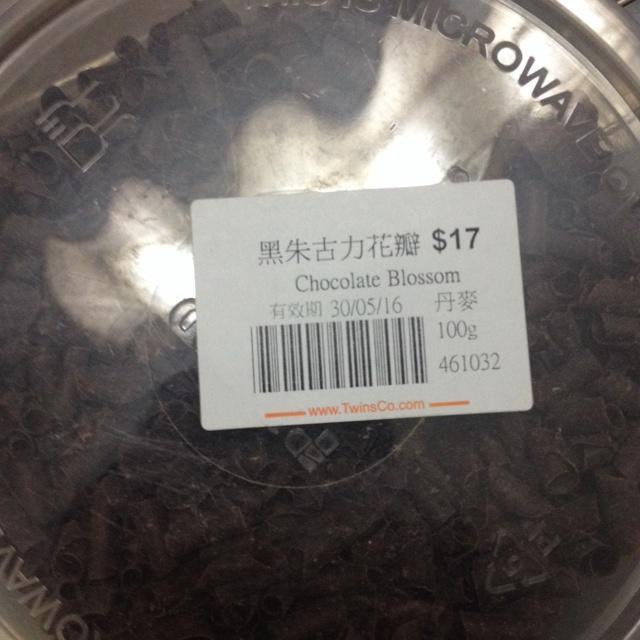 MICROWAVE
黑朱古力花瓣 $17
Chocolate Blossom
有效期 30/05/16 丹麥
100g
461032
www.TwinsCo.com